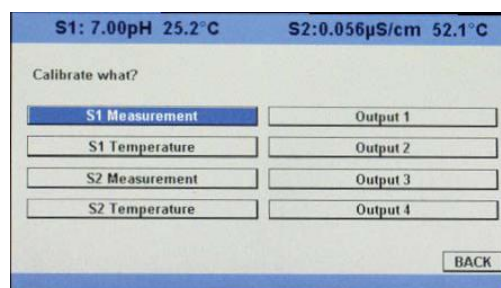 S1: 7.00pH 25.2°C S2:0.056µS/cm 52.1°C
Calibrate what?
S1 Measurement Output 1
S1 Temperature Output 2
S2 Measurement Output 3
S2 Temperature Output 4
BACK